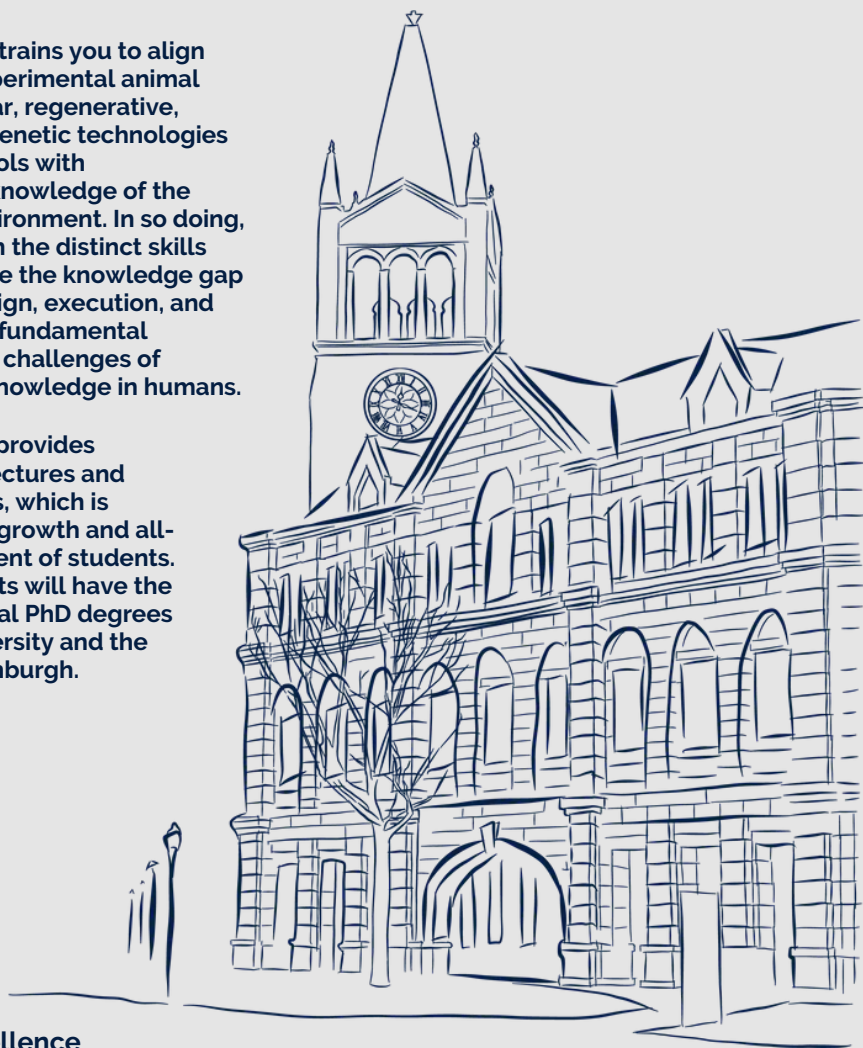 trains you to align
perimental animal
ar, regenerative,
enetic technologies
ols with
nowledge of the
vironment. In so doing,
n the distinct skills
e the knowledge gap
ign, execution, and
fundamental
challenges of
nowledge in humans.
provides
ectures and
s, which is
growth and all-
ent of students.
ts will have the
al PhD degrees
ersity and the
nburgh.
llence